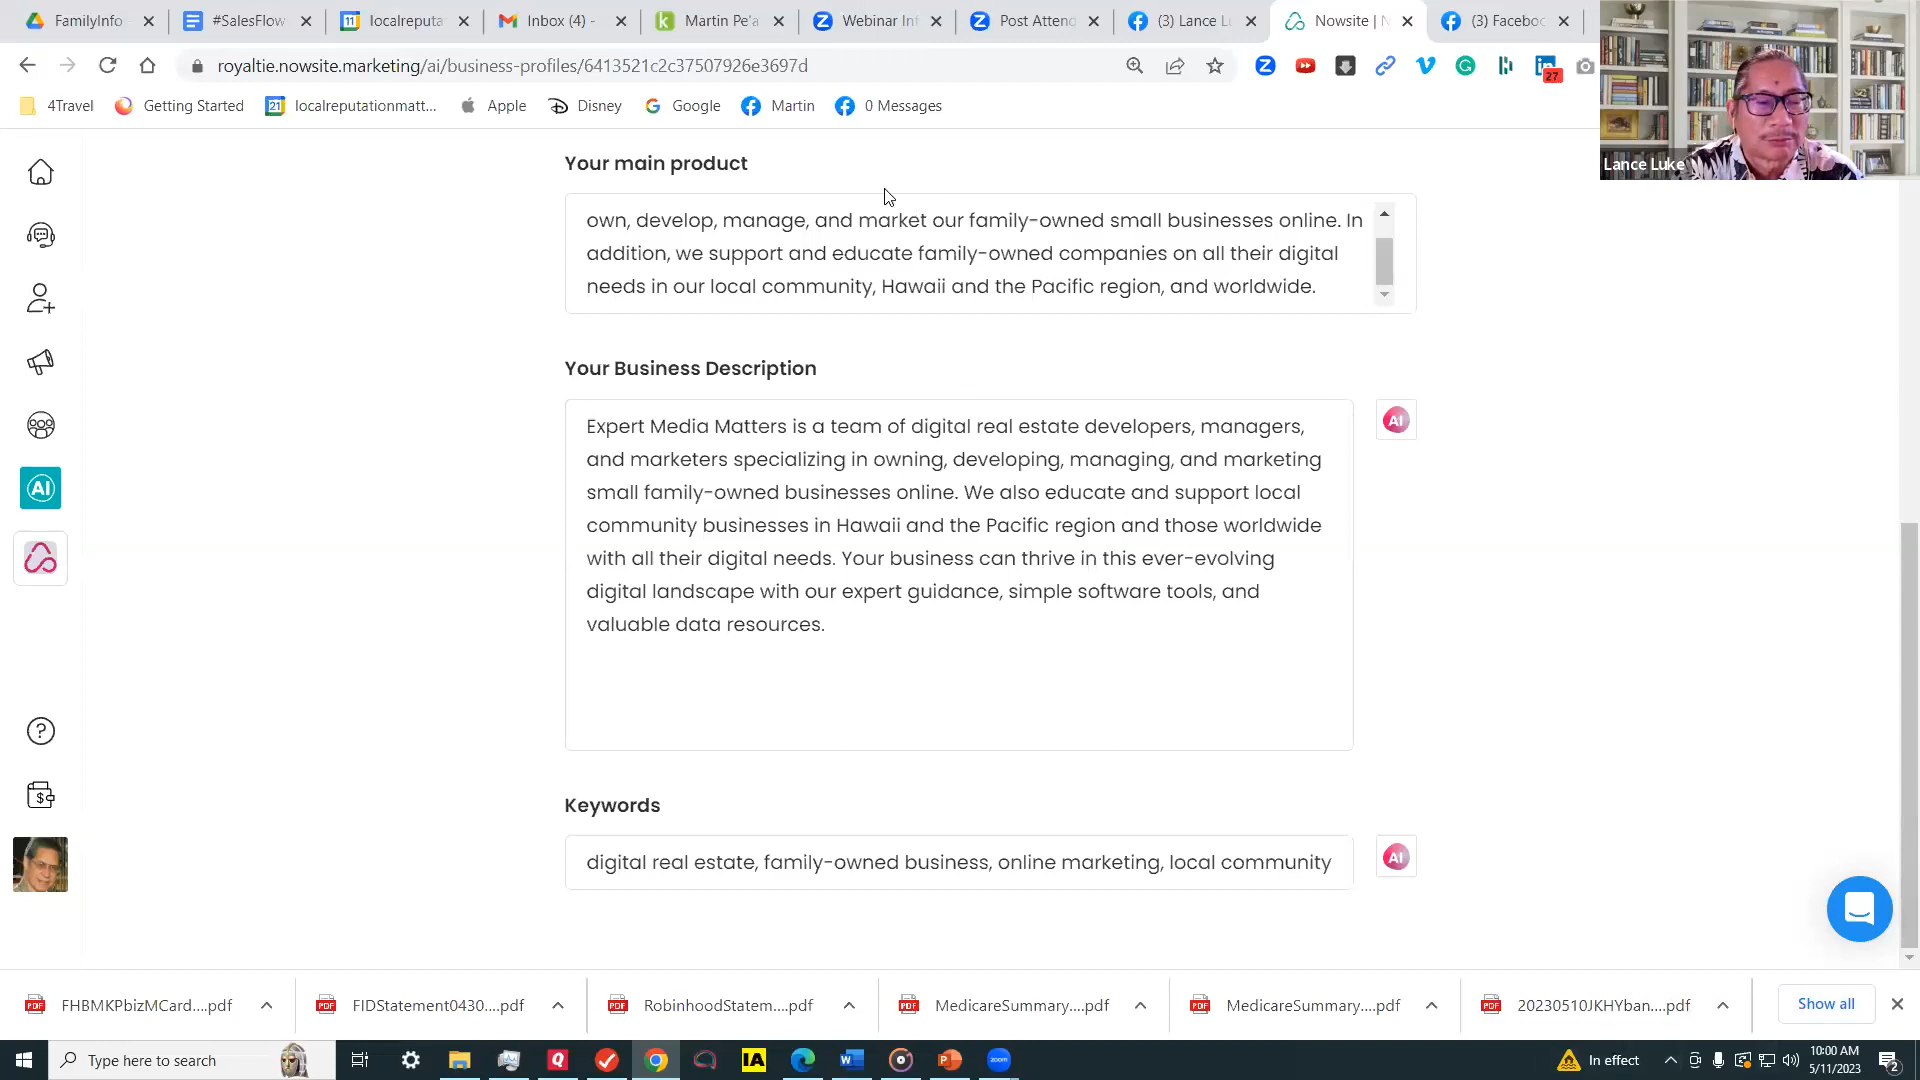 FamilyInfo
#SalesFlow
localreputa
Inbox (4) -
Martin Pe'a
Webinar Inf
Post Attend
(3) Lance Lu
Nowsite | N
(3) Faceboo
royaltie.nowsite.marketing/ai/business-profiles/6413521c2c37507926e3697d
27
4Travel
Getting Started
21
localreputationmatt...
Apple
Disney
Google
Martin
0 Messages
Lance Luke
Your main product
own, develop, manage, and market our family-owned small businesses online. In
addition, we support and educate family-owned companies on all their digital
needs in our local community, Hawaii and the Pacific region, and worldwide.
Your Business Description
Expert Media Matters is a team of digital real estate developers, managers,
and marketers specializing in owning, developing, managing, and marketing
small family-owned businesses online. We also educate and support local
community businesses in Hawaii and the Pacific region and those worldwide
with all their digital needs. Your business can thrive in this ever-evolving
digital landscape with our expert guidance, simple software tools, and
valuable data resources.
AI
AI
Keywords
digital real estate, family-owned business, online marketing, local community
AI
FHBMKPbizMCard....pdf
FIDStatement0430....pdf
RobinhoodStatem....pdf
MedicareSummary....pdf
MedicareSummary....pdf
20230510JKHYban....pdf
Show all
Type here to search
IA
zoom
In effect
10:00 AM
5/11/2023
2